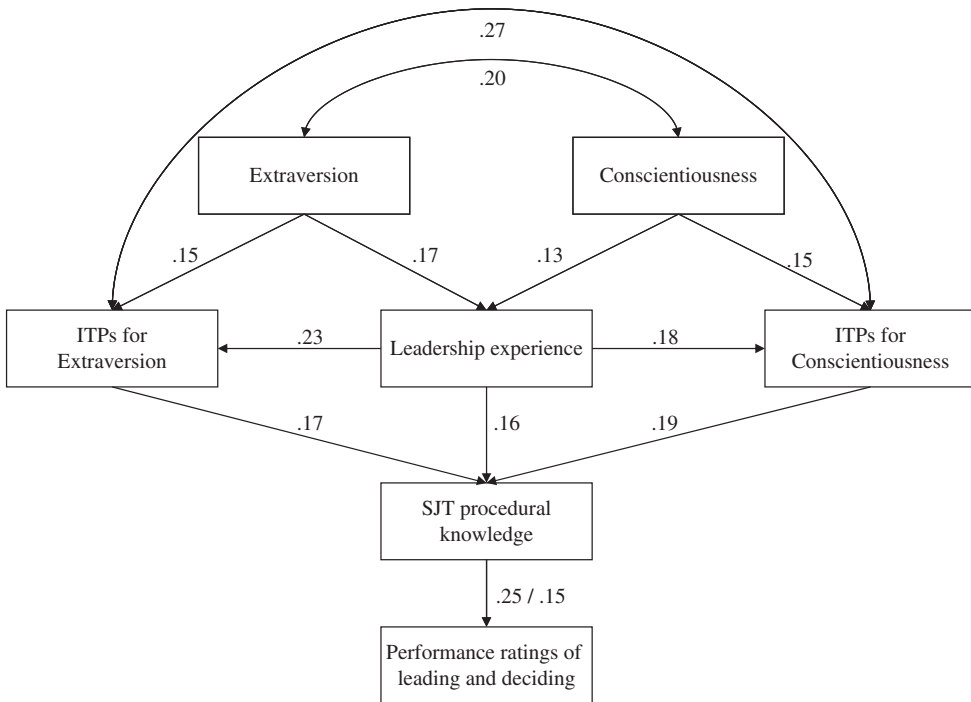 .27
.20
Extraversion
Conscientiousness
.15
.17
.13
.15
ITPs for
Extraversion
.23
Leadership experience
.18
ITPs for
Conscientiousness
.17
.16
.19
SJT procedural
knowledge
.25 / .15
Performance ratings of
leading and deciding